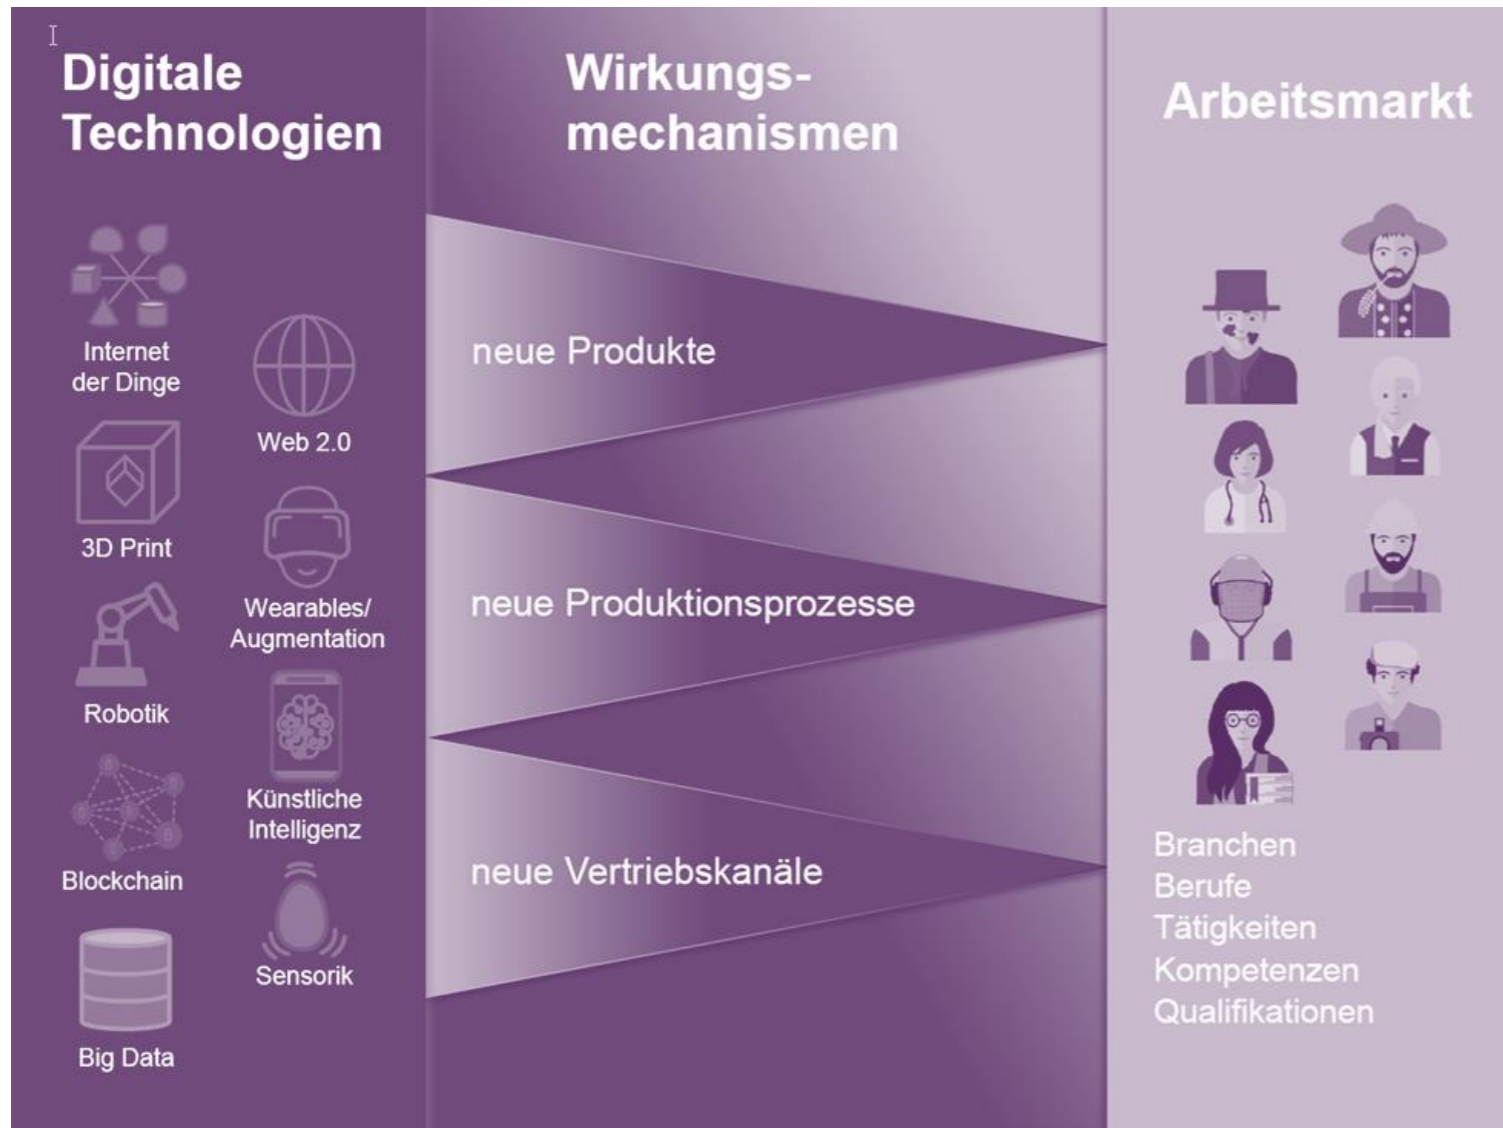 Digitale
Technologien
Internet
der Dinge
Web 2.0
3D Print
Wearables/
Augmentation
Robotik
Künstliche
Intelligenz
Blockchain
Sensorik
Big Data
Wirkungs-
mechanismen
neue Produkte
neue Produktionsprozesse
neue Vertriebskanäle
Arbeitsmarkt
Branchen
Berufe
Tätigkeiten
Kompetenzen
Qualifikationen